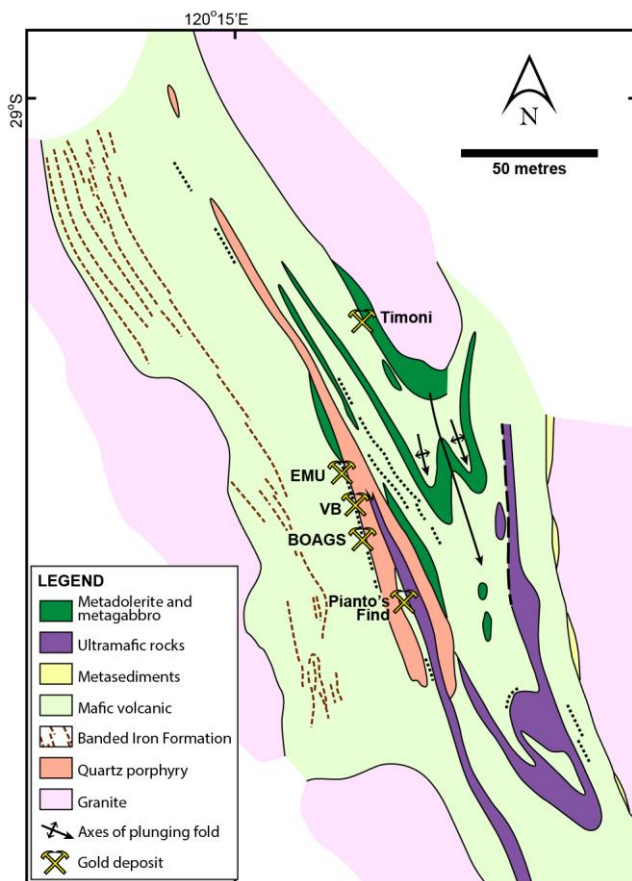 120°15'E
29°S
N
50 metres
Timoni
EMU
VB
BOAGS
Pianto's
Find
LEGEND
Metadolerite and
metagabbro
Ultramafic rocks
Metasediments
Mafic volcanic
Banded Iron Formation
Quartz porphyry
Granite
Axes of plunging fold
Gold deposit